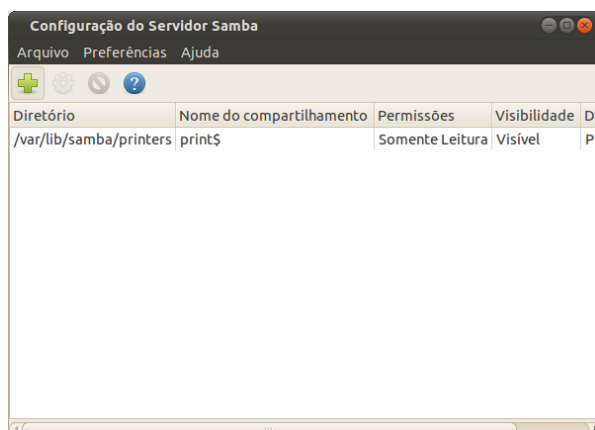 Configuração do Servidor Samba
Arquivo Preferências Ajuda
?
Diretório Nome do compartilhamento Permissões Visibilidade D
/var/lib/samba/printers print$ Somente Leitura Visível P